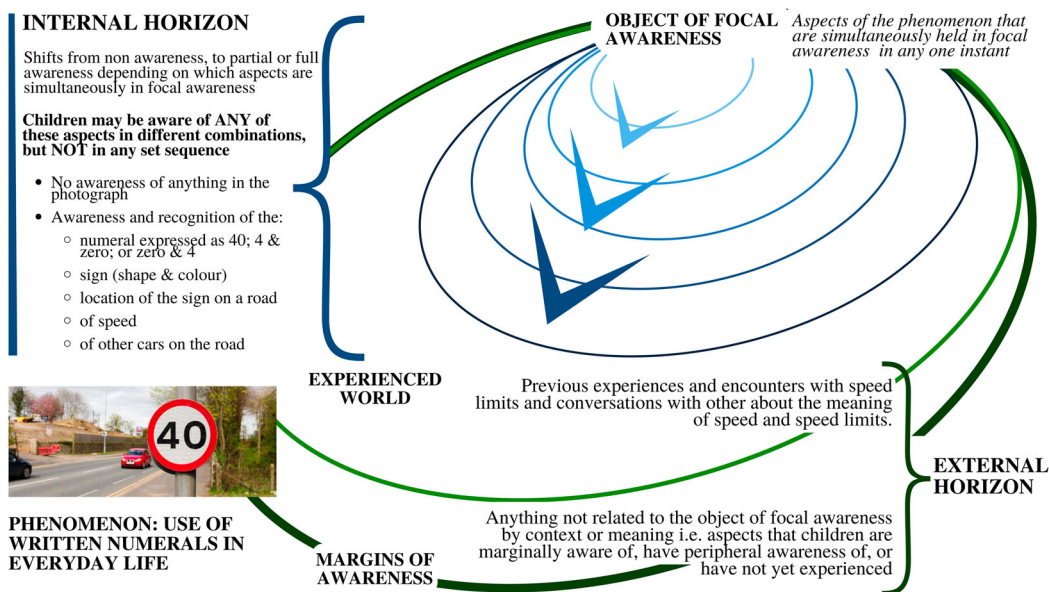 INTERNAL HORIZON
Shifts from non awareness, to partial or full
awareness depending on which aspects are
simultaneously in focal awareness
Children may be aware of ANY of
these aspects in different combinations,
but NOT in any set sequence
• No awareness of anything in the
photograph
• Awareness and recognition of the:
○ numeral expressed as 40; 4 &
zero; or zero & 4
○ sign (shape & colour)
○ location of the sign on a road
○ of speed
○ of other cars on the road
OBJECT OF FOCAL
AWARENESS
Aspects of the phenomenon that
are simultaneously held in focal
awareness in any one instant
EXPERIENCED
WORLD
Previous experiences and encounters with speed
limits and conversations with other about the meaning
of speed and speed limits.
EXTERNAL
HORIZON
40
PHENOMENON: USE OF
WRITTEN NUMERALS IN
EVERYDAY LIFE
MARGINS OF
AWARENESS
Anything not related to the object of focal awareness
by context or meaning i.e. aspects that children are
marginally aware of, have peripheral awareness of, or
have not yet experienced